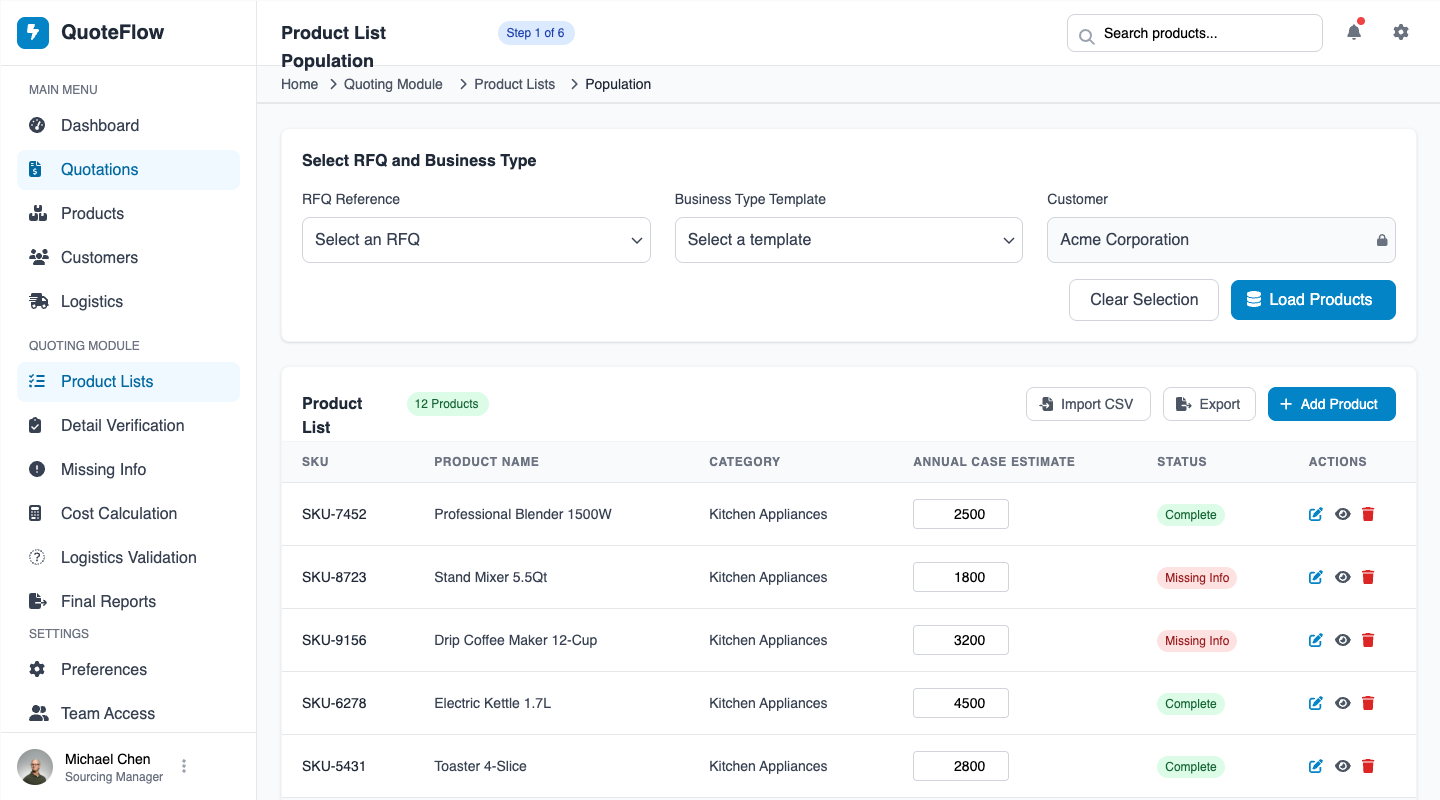 QuoteFlow
MAIN MENU
Dashboard
Quotations
Products
Customers
Logistics
QUOTING MODULE
Product Lists
Detail Verification
Missing Info
Cost Calculation
Logistics Validation
Final Reports
SETTINGS
Preferences
Team Access
Michael Chen
Sourcing Manager
Product List
Population
Step 1 of 6
Search products...
Home > Quoting Module > Product Lists > Population
Select RFQ and Business Type
RFQ Reference
Select an RFQ
Business Type Template
Select a template
Customer
Acme Corporation
Clear Selection
Load Products
Product
List
12 Products
Import CSV
Export
+ Add Product
SKU PRODUCT NAME CATEGORY ANNUAL CASE ESTIMATE STATUS ACTIONS
SKU-7452 Professional Blender 1500W Kitchen Appliances 2500 Complete
SKU-8723 Stand Mixer 5.5Qt Kitchen Appliances 1800 Missing Info
SKU-9156 Drip Coffee Maker 12-Cup Kitchen Appliances 3200 Missing Info
SKU-6278 Electric Kettle 1.7L Kitchen Appliances 4500 Complete
SKU-5431 Toaster 4-Slice Kitchen Appliances 2800 Complete